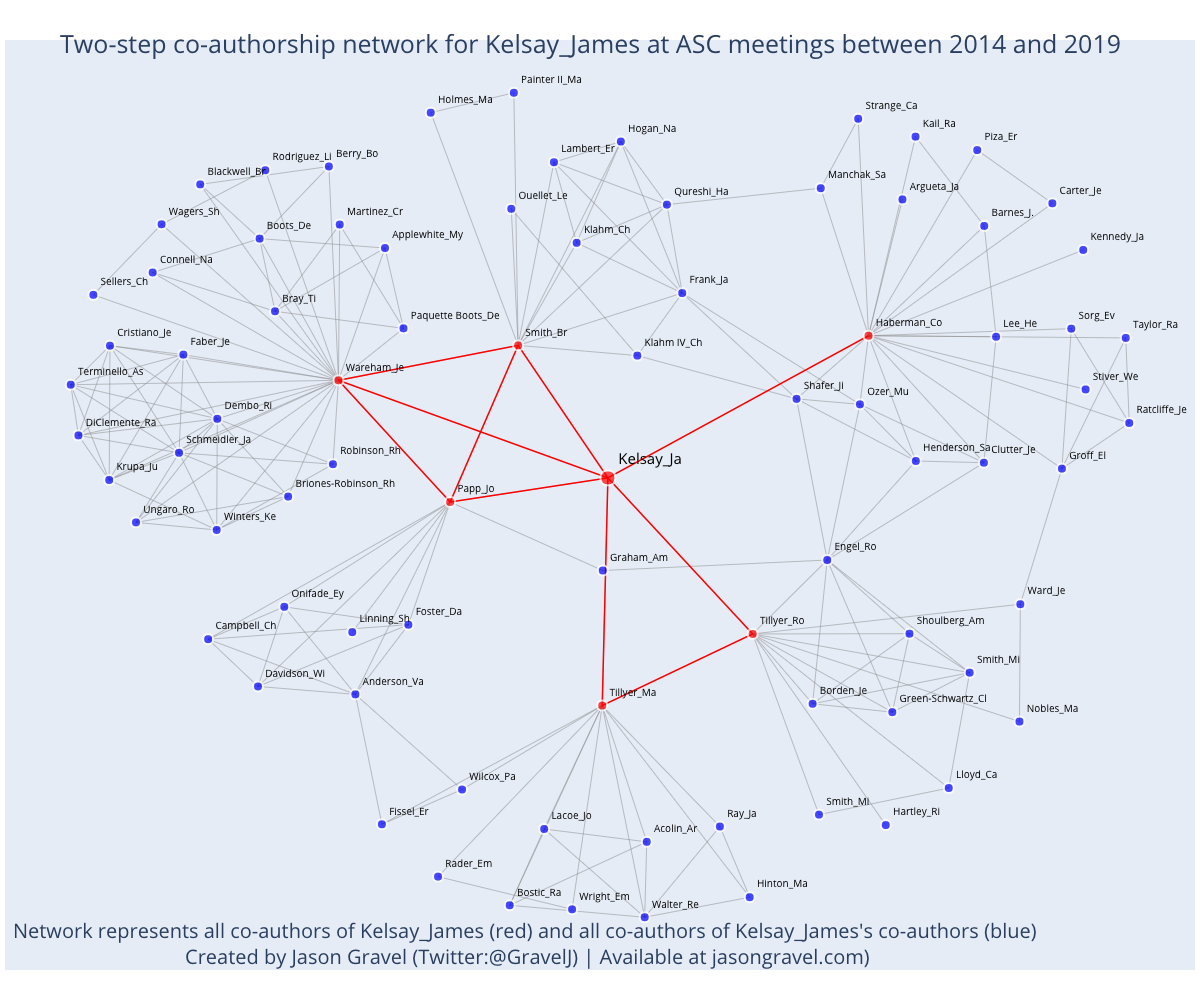 Two-step co-authorship network for Kelsay_James at ASC meetings between 2014 and 2019
Painter II_Ma
Holmes_Ma
Strange_Ca
Kail_Ra
Hogan_Na
Piza_Er
Lambert_Er
Rodriguez_Li
Berry_Bo
Blackwell_Br
Manchak_Sa
Argueta_Ja
Carter_Je
Qureshi_Ha
Ouellet_Le
Wagers_Sh
Boots_De
Martinez_Cr
Barnes_J.
Klahm_Ch
Applewhite_My
Kennedy_Ja
Connell_Na
Sellers_Ch
Frank_Ja
Bray_Ti
Paquette Boots_De
Haberman_Co
Lee_He
Sorg_Ev
Taylor_Ra
Cristiano_Je
Faber_Je
Smith_Br
Klahm IV_Ch
Terminello_As
Wareham_Je
Shafer_Ji
Ozer_Mu
Stiver_We
Dembo_Ri
Ratcliffe_Je
DiClemente_Ra
Schmeidler_Ja
Robinson_Rh
Kelsay_Ja
Henderson_Sa
Clutter_Je
Groff_El
Krupa_Ju
Briones-Robinson_Rh
Papp_Jo
Ungaro_Ro
Winters_Ke
Graham_Am
Engel_Ro
Onifade_Ey
Ward_Je
Campbell_Ch
Linning_Sh
Foster_Da
Tillyer_Ro
Shoulberg_Am
Davidson_Wi
Anderson_Va
Smith_Mi
Tillyer_Ma
Borden_Je
Green-Schwartz_Cl
Nobles_Ma
Wilcox_Pa
Lloyd_Ca
Fissel_Er
Smith_Mi
Hartley_Ri
Lacoe_Jo
Acolin_Ar
Ray_Ja
Rader_Em
Bostic_Ra
Wright_Em
Walter_Re
Hinton_Ma
Network represents all co-authors of Kelsay_James (red) and all co-authors of Kelsay_James's co-authors (blue)
Created by Jason Gravel (Twitter:@GravelJ) | Available at jasongravel.com)